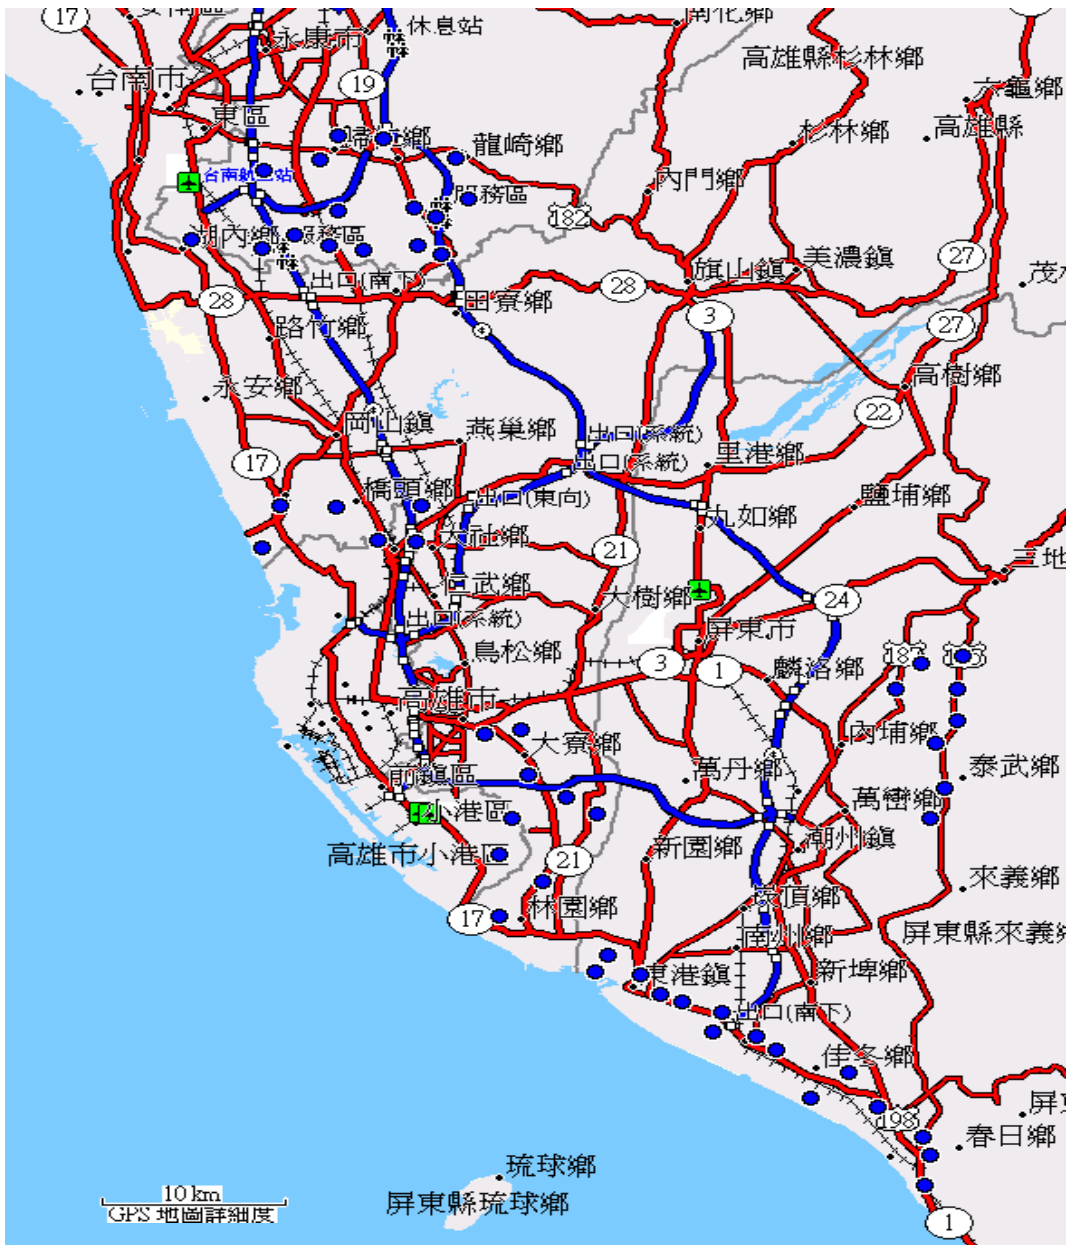 17
南化鄉
休息站
永康市
高雄縣杉林鄉
台南市
19
六龜鄉
東區
杉林鄉
高雄縣
龍崎鄉
內門鄉
服務區
182
湖內鄉
服務區
美濃鎮
27
出口(南下)
旗山鎮
28
28
田寮鄉
3
27
路竹鄉
永安鄉
高樹鄉
22
岡山鎮
燕巢鄉
出口(系統)
17
出口(系統)
里港鄉
橋頭鄉
出口(東向)
鹽埔鄉
九如鄉
大社鄉
21
三地
仁武鄉
大樹鄉
24
出口(系統)
屏東市
鳥松鄉
3
1
麟洛鄉
187
185
高雄市
大寮鄉
內埔鄉
前鎮區
萬丹鄉
泰武鄉
小港區
萬巒鄉
潮州鎮
高雄市小港區
21
新園鄉
來義鄉
崁頂鄉
17
林園鄉
南州鄉
屏東縣來義鄉
東港鎮
新埤鄉
出口(南下)
佳冬鄉
198
春日鄉
琉球鄉
10 km
屏東縣琉球鄉
GPS 地圖詳細度
1